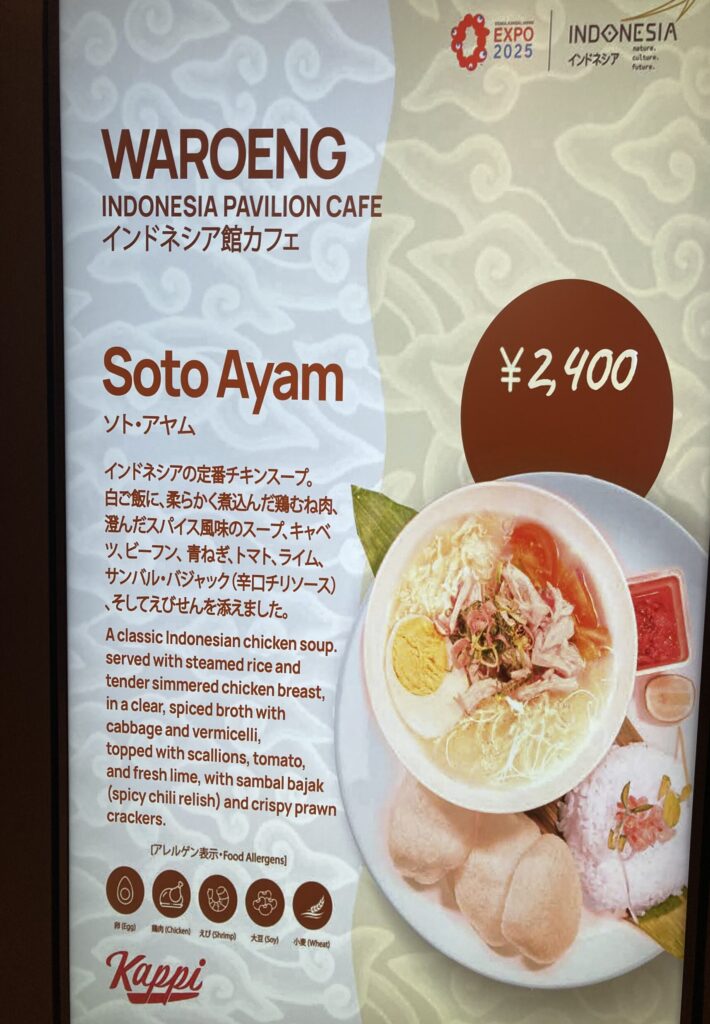 OSAKA, KANSAI, JAPAN
EXPO
2025
INDONESIA
インドネシア
nature.
culture.
future.
WAROENG
INDONESIA PAVILION CAFE
インドネシア館カフェ
¥2,400
Soto Ayam
ソト・アヤム
インドネシアの定番チキンスープ。
白ご飯に、柔らかく煮込んだ鶏むね肉、
澄んだスパイス風味のスープ、キャベ
ツ、ビーフン、青ねぎ、トマト、ライム、
サンバル・バジャック（辛口チリソース）
、そしてえびせんを添えました。
A classic Indonesian chicken soup.
served with steamed rice and
tender simmered chicken breast,
in a clear, spiced broth with
cabbage and vermicelli,
topped with scallions, tomato,
and fresh lime, with sambal bajak
(spicy chili relish) and crispy prawn
crackers.
[アレルゲン表示・Food Allergens]
卵 (Egg)
鶏肉 (Chicken)
えび (Shrimp)
大豆 (Soy)
小麦 (Wheat)
Kappi